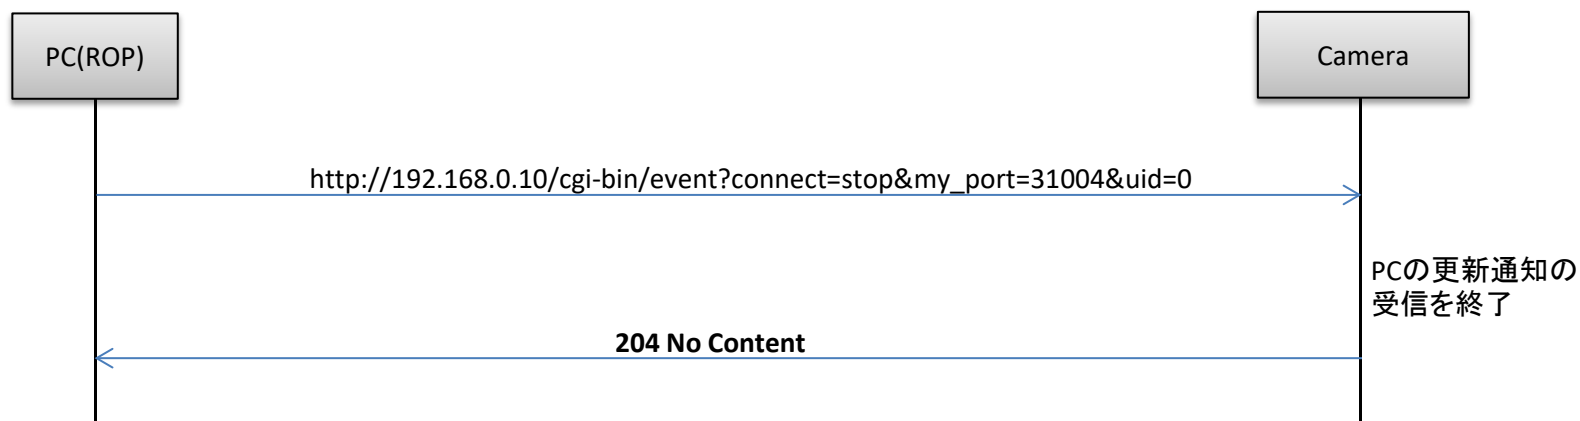 PC(ROP)
Camera
http://192.168.0.10/cgi-bin/event?connect=stop&my_port=31004&uid=0
PCの更新通知の
受信を終了
204 No Content